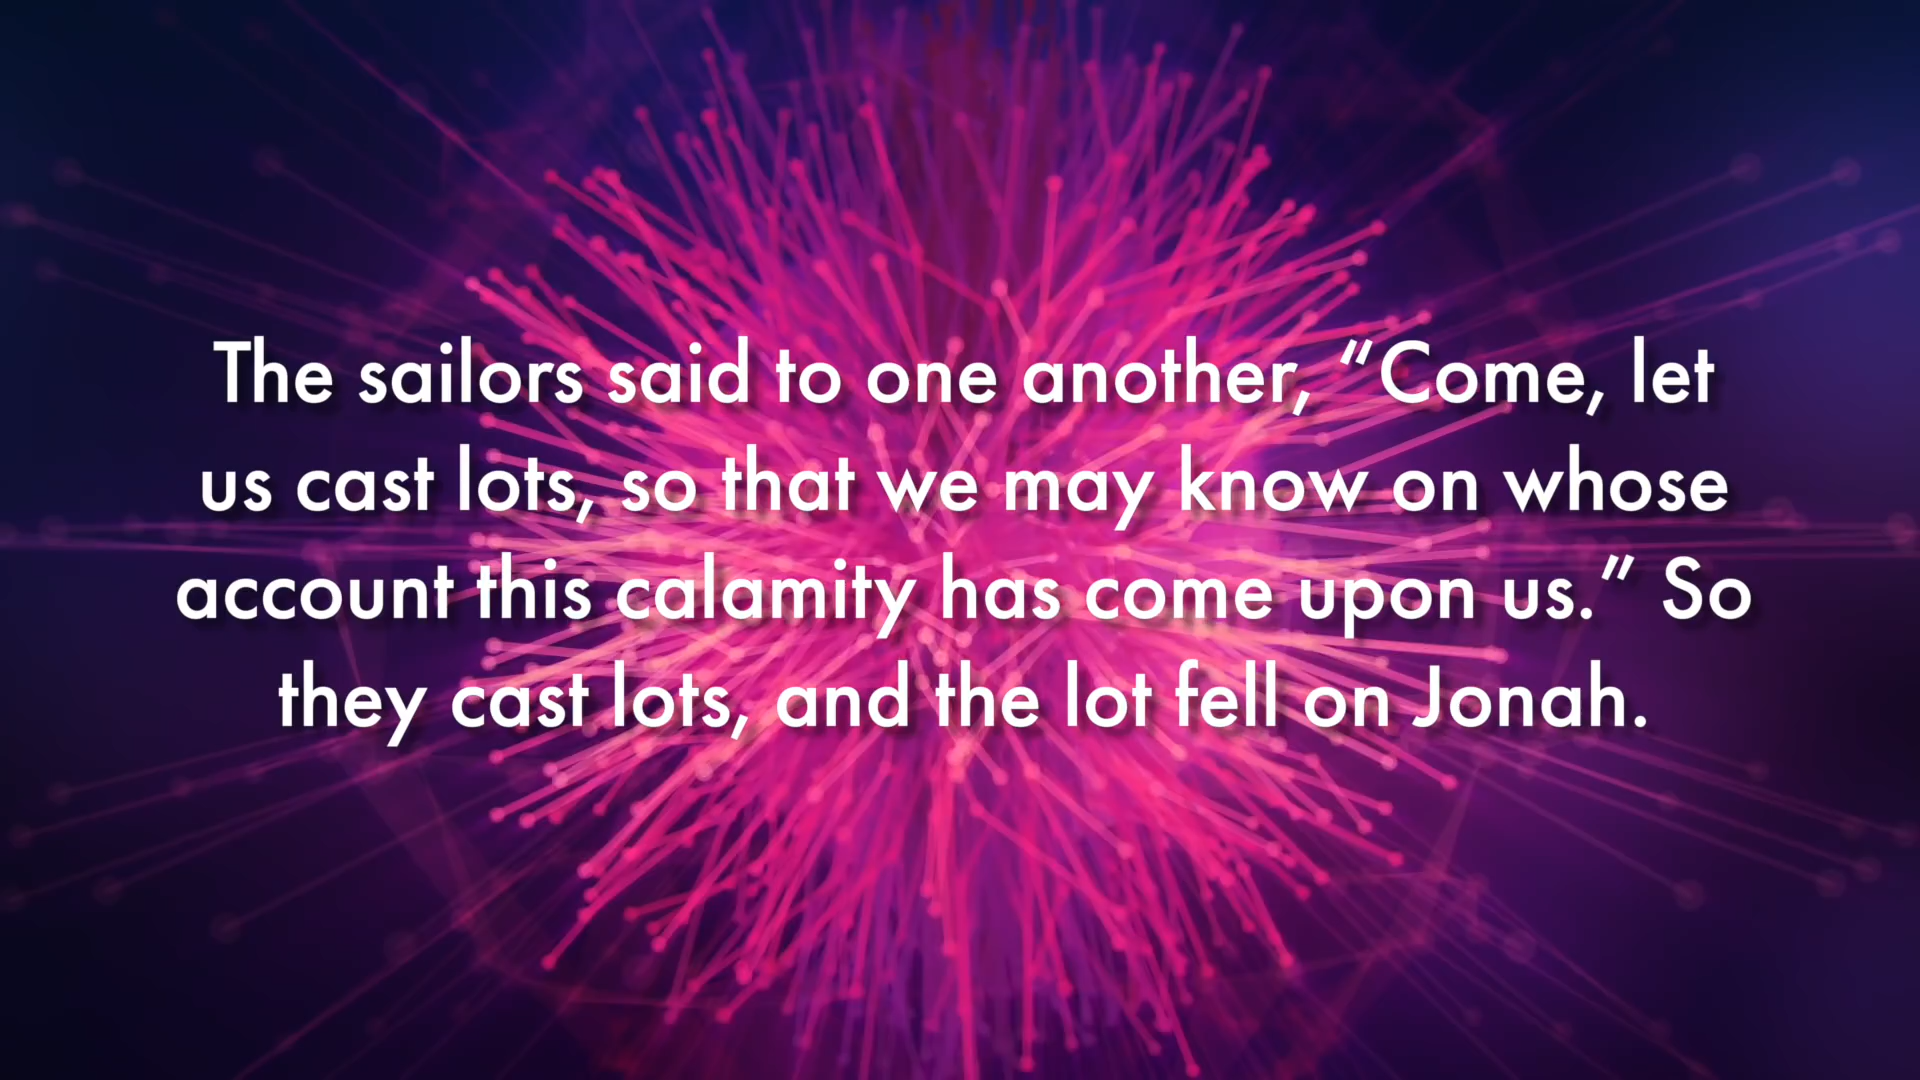 The sailors said to one another, “Come, let
us cast lots, so that we may know on whose
account this calamity has come upon us.” So
they cast lots, and the lot fell on Jonah.